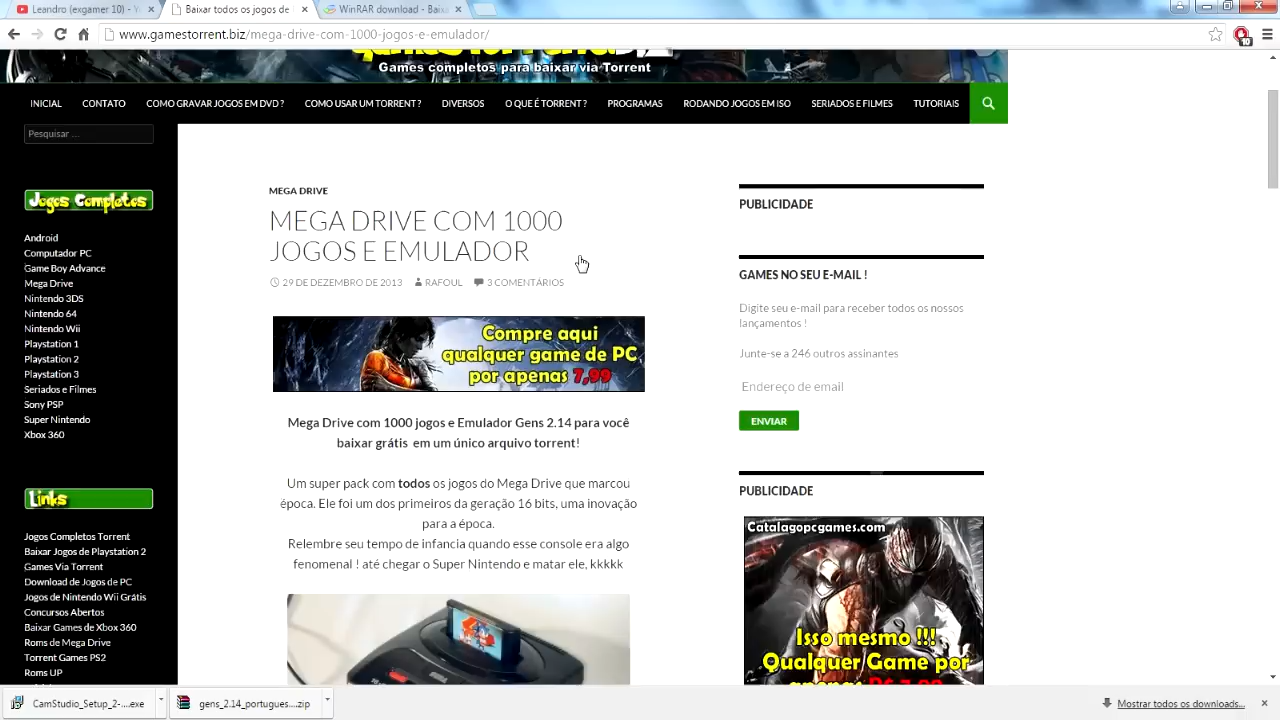 Leandro (exgamer 10) - Y
Baixar todos os jogos de
WinRAR download - Baixa
www.gamestorrent.biz/mega-drive-com-1000-jogos-e-emulador/
Games completos para baixar via Torrent
INICIAL CONTATO COMO GRAVAR JOGOS EM DVD ? COMO USAR UM TORRENT ? DIVERSOS O QUE É TORRENT ? PROGRAMAS RODANDO JOGOS EM ISO SERIADOS E FILMES TUTORIAIS
Pesquisar ...
Jogos Completos
Android
Computador PC
Game Boy Advance
Mega Drive
Nintendo 3DS
Nintendo 64
Nintendo Wii
Playstation 1
Playstation 2
Playstation 3
Seriados e Filmes
Sony PSP
Super Nintendo
Xbox 360
Links
Jogos Completos Torrent
Baixar Jogos de Playstation 2
Games Via Torrent
Download de Jogos de PC
Jogos de Nintendo Wii Grátis
Concursos Abertos
Baixar Games de Xbox 360
Roms de Mega Drive
Torrent Games PS2
Roms UP
MEGA DRIVE
MEGA DRIVE COM 1000
JOGOS E EMULADOR
29 DE DEZEMBRO DE 2013 RAFOUL 3 COMENTÁRIOS
Compre aqui
qualquer game de PC
por apenas 7,99
Mega Drive com 1000 jogos e Emulador Gens 2.14 para você
baixar grátis em um único arquivo torrent!
Um super pack com todos os jogos do Mega Drive que marcou
época. Ele foi um dos primeiros da geração 16 bits, uma inovação
para a época.
Relembre seu tempo de infancia quando esse console era algo
fenomenal ! até chegar o Super Nintendo e matar ele, kkkkk
PUBLICIDADE
GAMES NO SEU E-MAIL !
Digite seu e-mail para receber todos os nossos
lançamentos !
Junte-se a 246 outros assinantes
Endereço de email
ENVIAR
PUBLICIDADE
Catalagopcgames.com
Isso mesmo !!!
Qualquer Game por
apenas R$ 7,99
CamStudio_Setup_2-....exe
gens_2.14_portugues....zip
Mostrar todos os downloads...